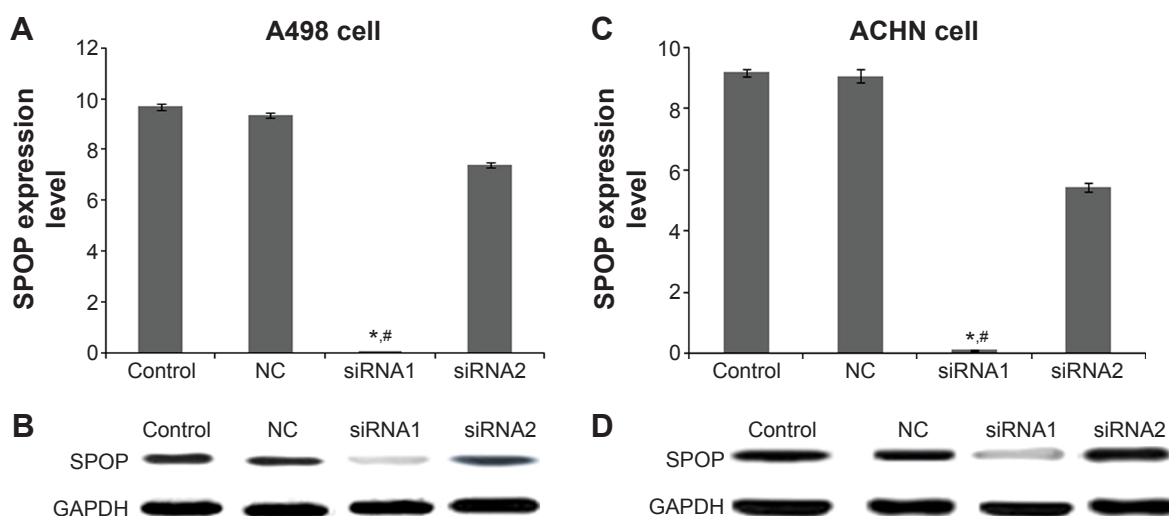 A
A498 cell
SPOP expression
level
12
10
8
6
4
2
0
*,#
Control NC siRNA1 siRNA2
B
Control NC siRNA1 siRNA2
SPOP
GAPDH
C
ACHN cell
SPOP expression
level
10
8
6
4
2
0
*,#
Control NC siRNA1 siRNA2
D
Control NC siRNA1 siRNA2
SPOP
GAPDH